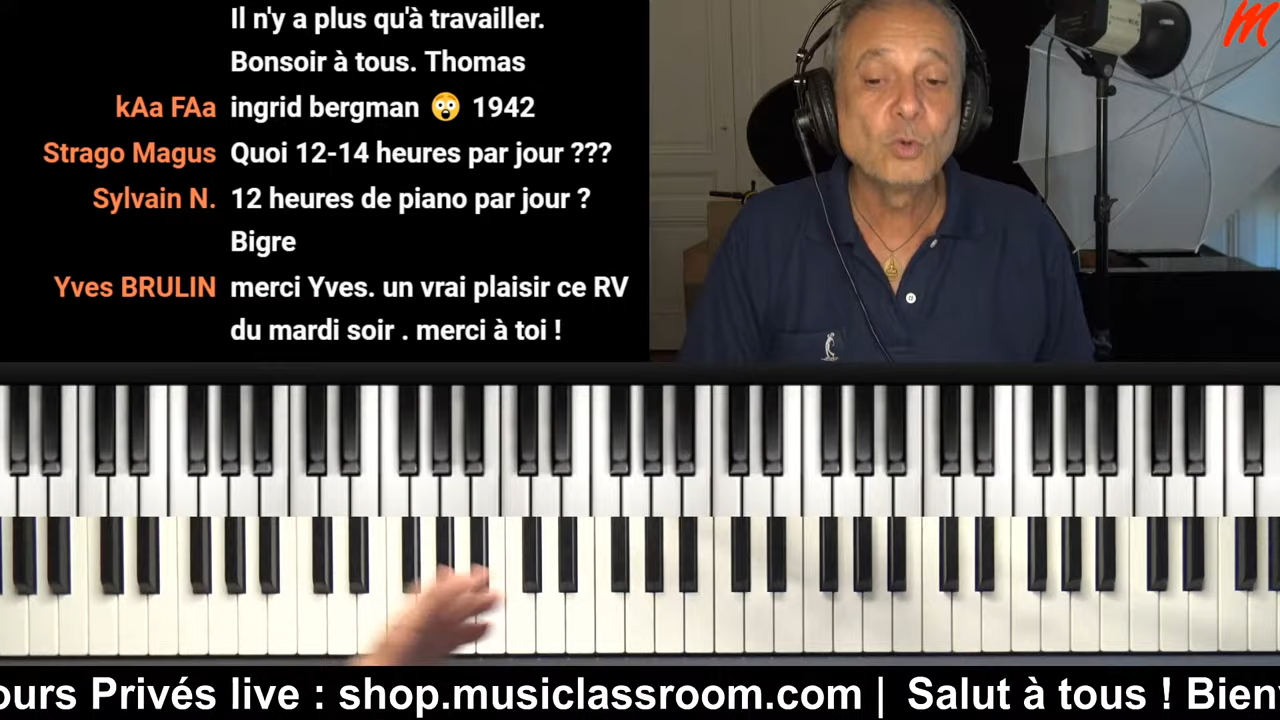 Il n'y a plus qu'à travailler.
Bonsoir à tous. Thomas
kAa FAa ingrid bergman 😲 1942
Strago Magus Quoi 12-14 heures par jour ???
Sylvain N. 12 heures de piano par jour ?
Bigre
Yves BRULIN merci Yves. un vrai plaisir ce RV
du mardi soir . merci à toi !
ours Privés live : shop.musiclassroom.com | Salut à tous ! Bien